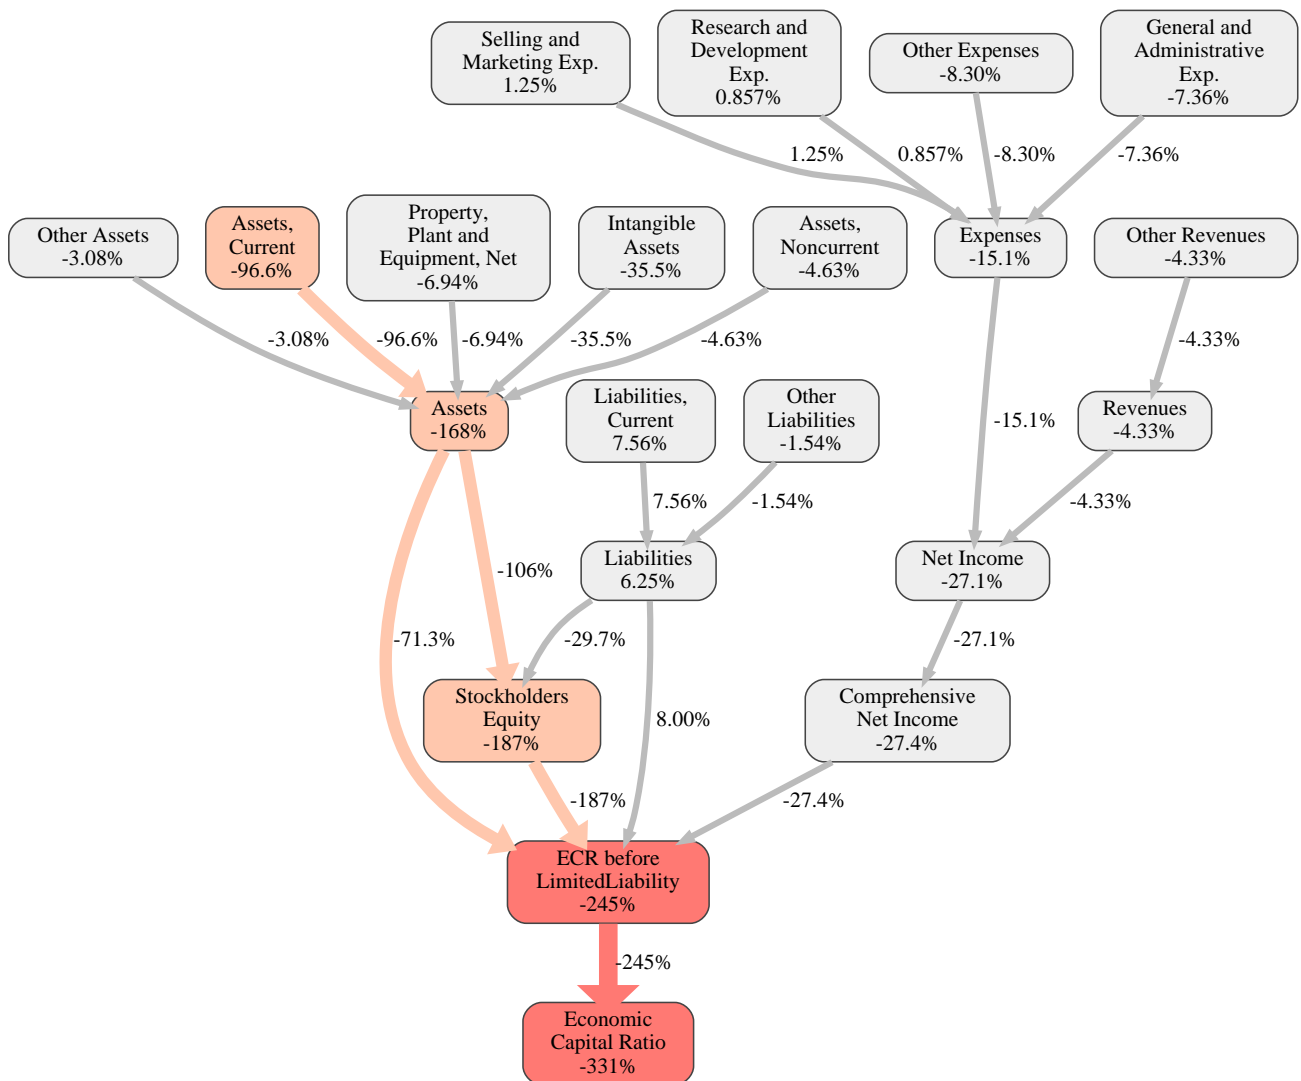 Selling and
Marketing Exp.
1.25%
Research and
Development
Exp.
0.857%
Other Expenses
-8.30%
General and
Administrative
Exp.
-7.36%
1.25%
0.857%
-8.30%
-7.36%
Other Assets
-3.08%
Assets,
Current
-96.6%
Property,
Plant and
Equipment, Net
-6.94%
Intangible
Assets
-35.5%
Assets,
Noncurrent
-4.63%
Expenses
-15.1%
Other Revenues
-4.33%
-3.08%
-96.6%
-6.94%
-35.5%
-4.63%
-4.33%
Assets
-168%
Liabilities,
Current
7.56%
Other
Liabilities
-1.54%
-15.1%
Revenues
-4.33%
7.56%
-1.54%
-4.33%
-106%
Liabilities
6.25%
Net Income
-27.1%
-71.3%
-29.7%
-27.1%
Stockholders
Equity
-187%
8.00%
Comprehensive
Net Income
-27.4%
-187%
-27.4%
ECR before
LimitedLiability
-245%
-245%
Economic
Capital Ratio
-331%